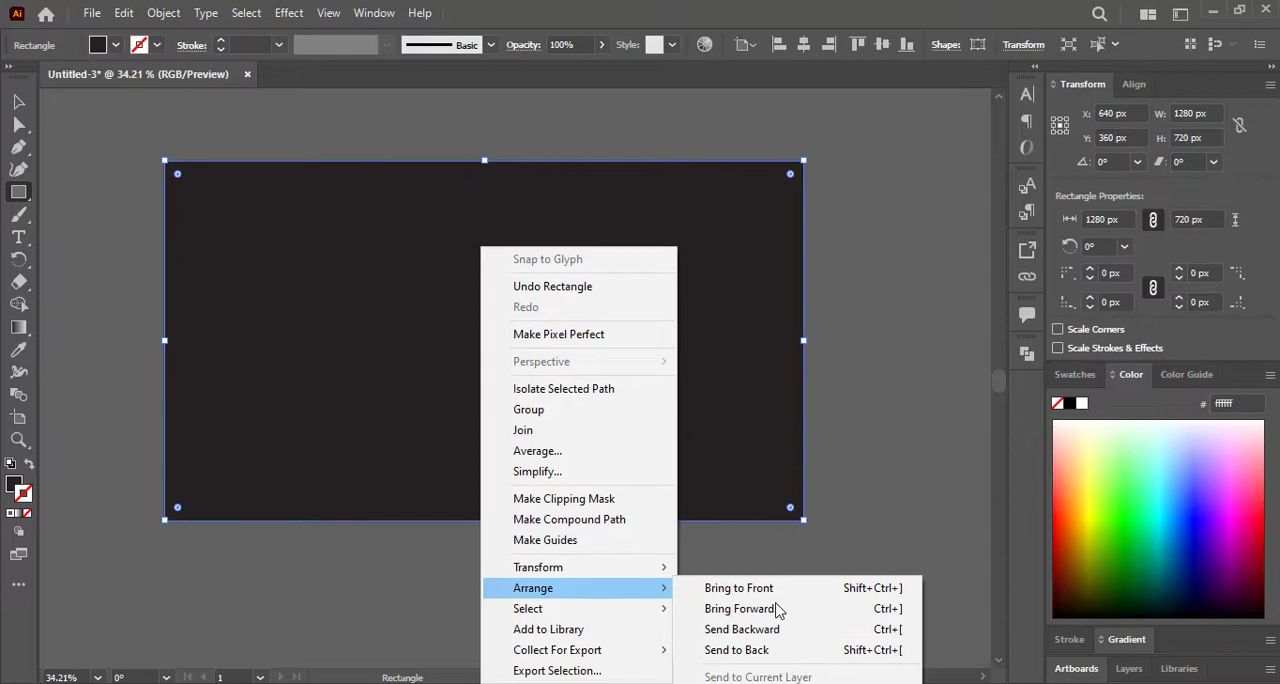 Ai File Edit Object Type Select Effect View Window Help
Rectangle Stroke: Basic Opacity: 100% Style: Shape: Transform
Untitled-3* @ 34.21 % (RGB/Preview) ×
Transform Align
X: 640 px W: 1280 px
Y: 360 px H: 720 px
0° 0°
Rectangle Properties:
1280 px 720 px
0°
0 px 0 px
0 px 0 px
Scale Corners
Scale Strokes & Effects
Swatches Color Color Guide
# ffffff
Stroke Gradient
Artboards Layers Libraries
Snap to Glyph
Undo Rectangle
Redo
Make Pixel Perfect
Perspective
Isolate Selected Path
Group
Join
Average...
Simplify...
Make Clipping Mask
Make Compound Path
Make Guides
Transform
Arrange
Select
Add to Library
Collect For Export
Export Selection...
Bring to Front Shift+Ctrl+]
Bring Forward Ctrl+]
Send Backward Ctrl+[
Send to Back Shift+Ctrl+[
Send to Current Layer
34.21% 0° 1 Rectangle